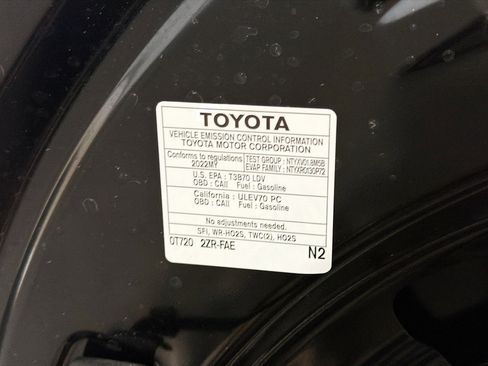 TOYOTA
VEHICLE EMISSION CONTROL INFORMATION
TOYOTA MOTOR CORPORATION
Conforms to regulations TEST GROUP : NTYXV01.8M5B
2022MY EVAP FAMILY : NTYXR0130P72
U.S. EPA : T3B70 LDV
OBD : CAII Fuel : Gasoline
California : ULEV70 PC
OBD : CAII Fuel : Gasoline
No adjustments needed.
SFI, WR-HO2S, TWC(2), HO2S
0T720 2ZR-FAE N2